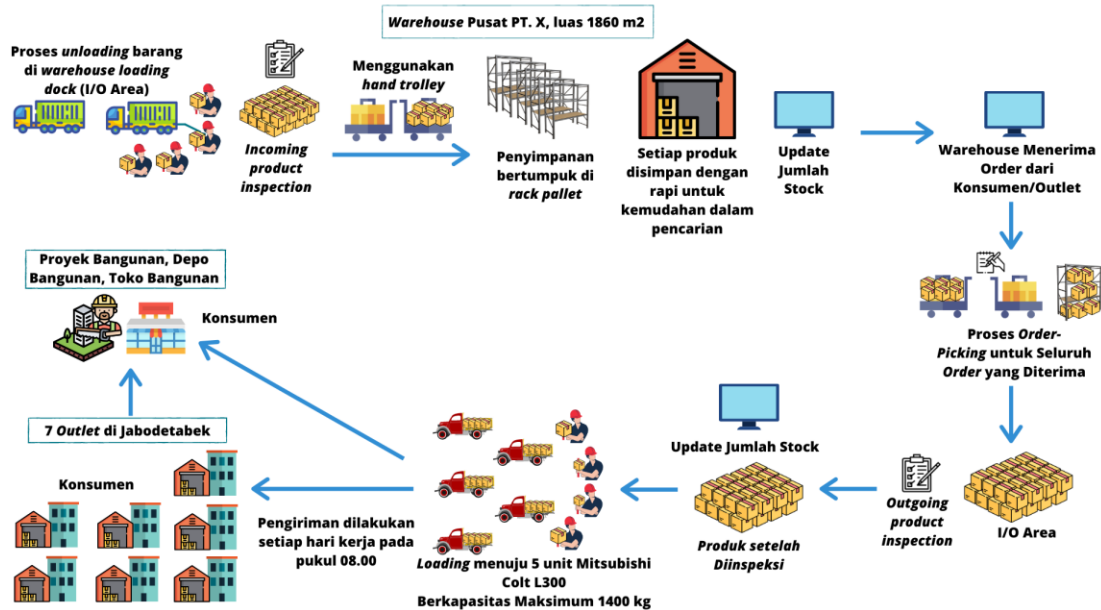 Warehouse Pusat PT. X, luas 1860 m2
Proses unloading barang
di warehouse loading
dock (I/O Area)
Incoming
product
inspection
Menggunakan
hand trolley
Penyimpanan
bertumpuk di
rack pallet
Setiap produk
disimpan dengan
rapi untuk
kemudahan dalam
pencarian
Update
Jumlah
Stock
Warehouse Menerima
Order dari
Konsumen/Outlet
Proses Order-
Picking untuk Seluruh
Order yang Diterima
I/O Area
Outgoing
product
inspection
Update Jumlah Stock
Produk setelah
Diinspeksi
Loading menuju 5 unit Mitsubishi
Colt L300
Berkapasitas Maksimum 1400 kg
Pengiriman dilakukan
setiap hari kerja pada
pukul 08.00
Proyek Bangunan, Depo
Bangunan, Toko Bangunan
Konsumen
7 Outlet di Jabodetabek
Konsumen